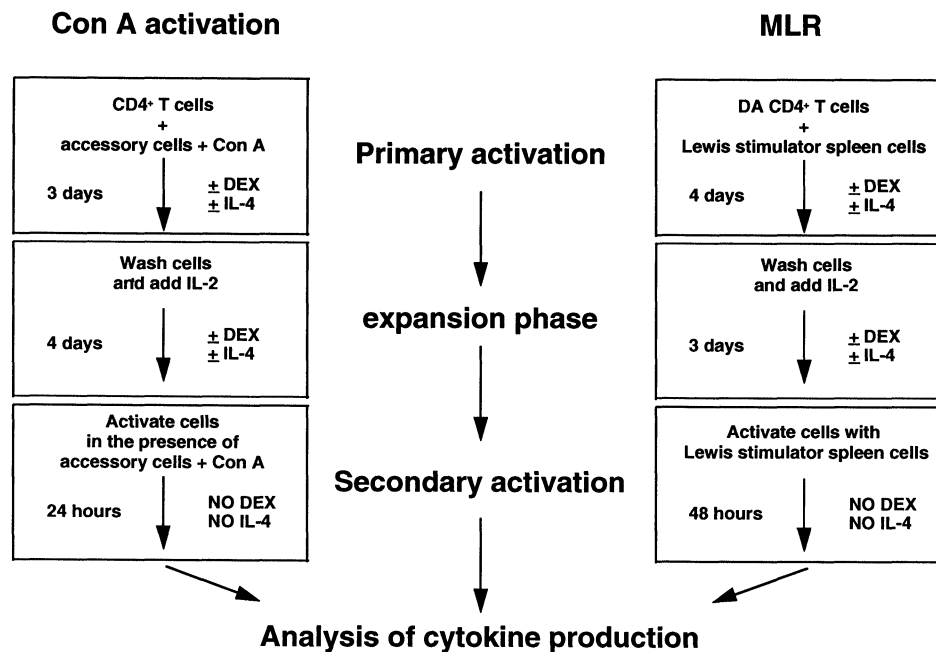 Con A activation
CD4+ T cells
+
accessory cells + Con A
3 days
± DEX
± IL-4
Wash cells
and add IL-2
4 days
± DEX
± IL-4
Activate cells
in the presence of
accessory cells + Con A
24 hours
NO DEX
NO IL-4
Primary activation
expansion phase
Secondary activation
MLR
DA CD4+ T cells
+
Lewis stimulator spleen cells
4 days
± DEX
± IL-4
Wash cells
and add IL-2
3 days
± DEX
± IL-4
Activate cells with
Lewis stimulator spleen cells
48 hours
NO DEX
NO IL-4
Analysis of cytokine production